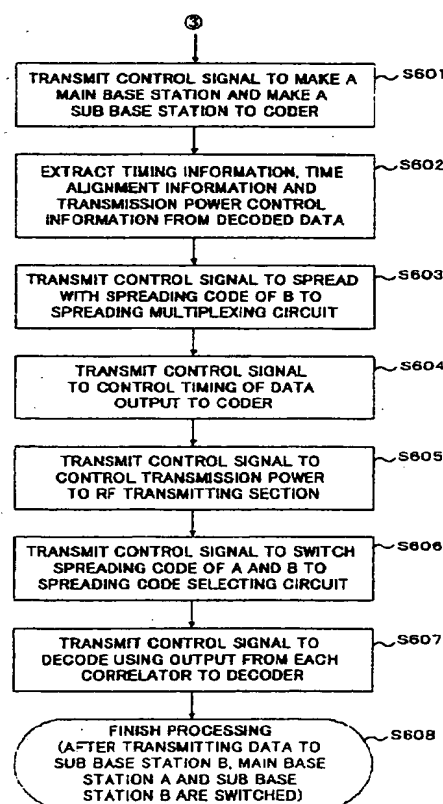 ③
TRANSMIT CONTROL SIGNAL TO MAKE A
MAIN BASE STATION AND MAKE A
SUB BASE STATION TO CODER
S601
EXTRACT TIMING INFORMATION, TIME
ALIGNMENT INFORMATION AND
TRANSMISSION POWER CONTROL
INFORMATION FROM DECODED DATA
S602
TRANSMIT CONTROL SIGNAL TO SPREAD
WITH SPREADING CODE OF B TO
SPREADING MULTIPLEXING CIRCUIT
S603
TRANSMIT CONTROL SIGNAL
TO CONTROL TIMING OF DATA
OUTPUT TO CODER
S604
TRANSMIT CONTROL SIGNAL TO
CONTROL TRANSMISSION POWER
TO RF TRANSMITTING SECTION
S605
TRANSMIT CONTROL SIGNAL TO SWITCH
SPREADING CODE OF A AND B TO
SPREADING CODE SELECTING CIRCUIT
S606
TRANSMIT CONTROL SIGNAL TO
DECODE USING OUTPUT FROM EACH
CORRELATOR TO DECODER
S607
FINISH PROCESSING
(AFTER TRANSMITTING DATA TO
SUB BASE STATION B, MAIN BASE
STATION A AND SUB BASE
STATION B ARE SWITCHED)
S608